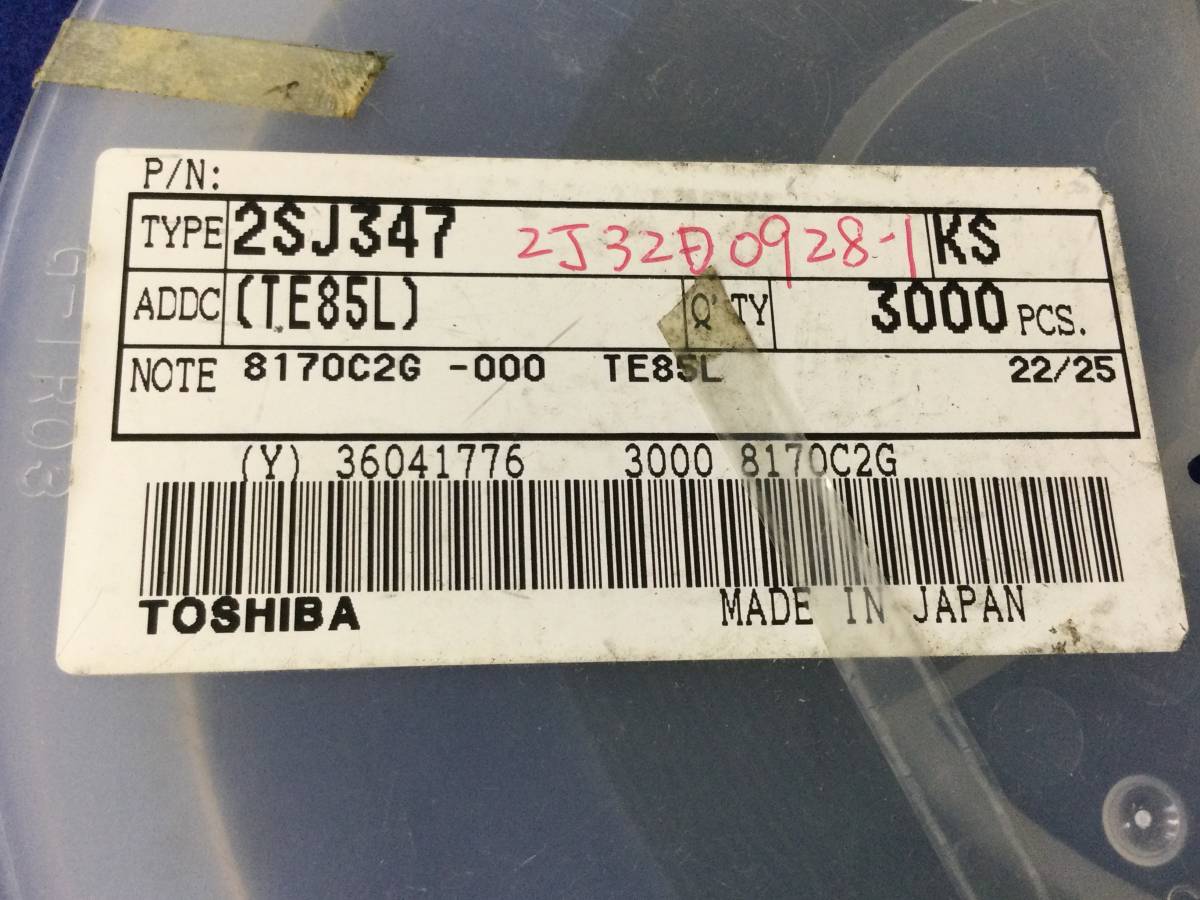 P/N:
TYPE 2SJ347 2J32D0928-1 KS
ADDC (TE85L) Q'TY 3000 PCS.
NOTE 8170C2G -000 TE85L 22/25
(Y) 36041776 3000 8170C2G
TOSHIBA MADE IN JAPAN
G-1R03